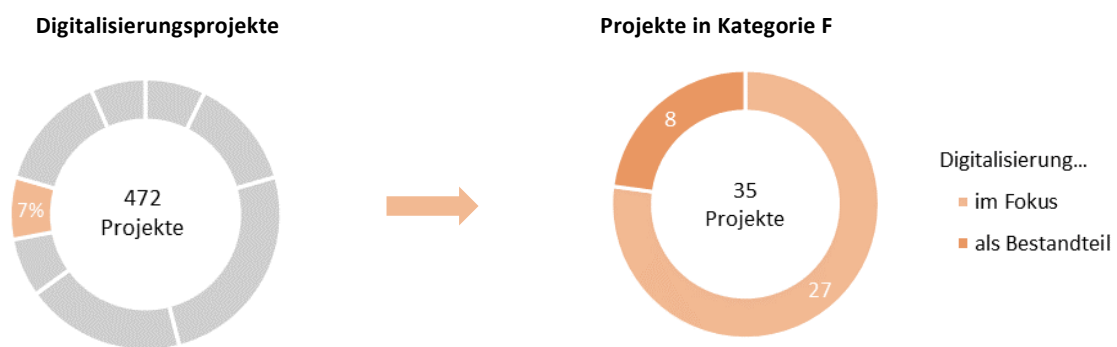 Digitalisierungsprojekte
7%
472
Projekte
Projekte in Kategorie F
8
35
Projekte
27
Digitalisierung...
im Fokus
als Bestandteil